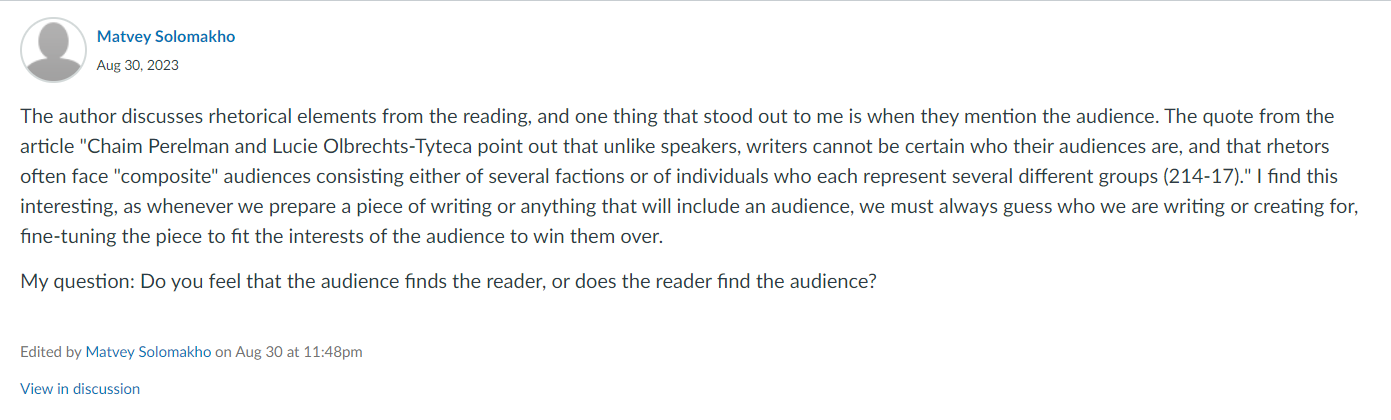 Matvey Solomakho
Aug 30, 2023
The author discusses rhetorical elements from the reading, and one thing that stood out to me is when they mention the audience. The quote from the
article "Chaim Perelman and Lucie Olbrechts-Tyteca point out that unlike speakers, writers cannot be certain who their audiences are, and that rhetors
often face "composite" audiences consisting either of several factions or of individuals who each represent several different groups (214-17)." I find this
interesting, as whenever we prepare a piece of writing or anything that will include an audience, we must always guess who we are writing or creating for,
fine-tuning the piece to fit the interests of the audience to win them over.
My question: Do you feel that the audience finds the reader, or does the reader find the audience?
Edited by Matvey Solomakho on Aug 30 at 11:48pm
View in discussion